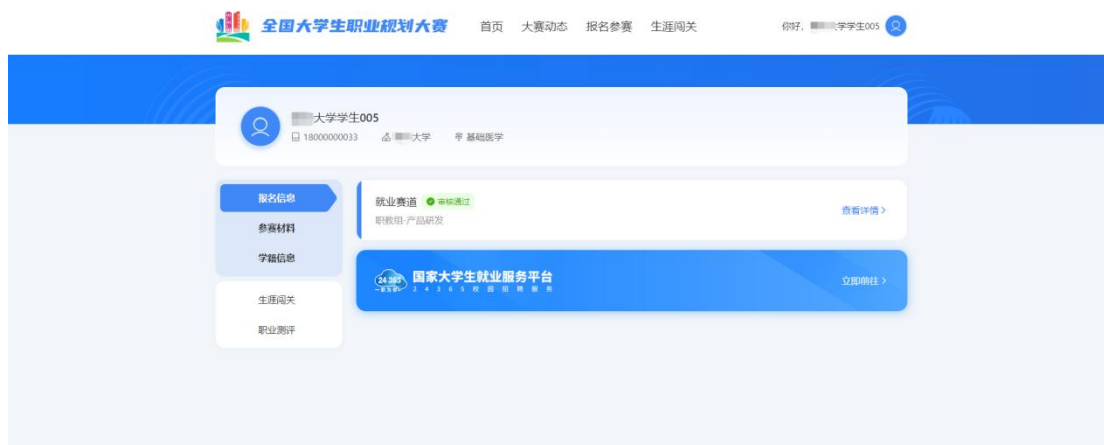 全国大学生职业规划大赛 首页 大赛动态 报名参赛 生涯闯关 你好, 学学生005
大学学生005
18000000033 大学 基础医学
报名信息
参赛材料
学籍信息
生涯闯关
职业测评
就业赛道 审核通过
职教组-产品研发
查看详情 >
24365 国家大学生就业服务平台
24365校园招聘服务
立即前往 >